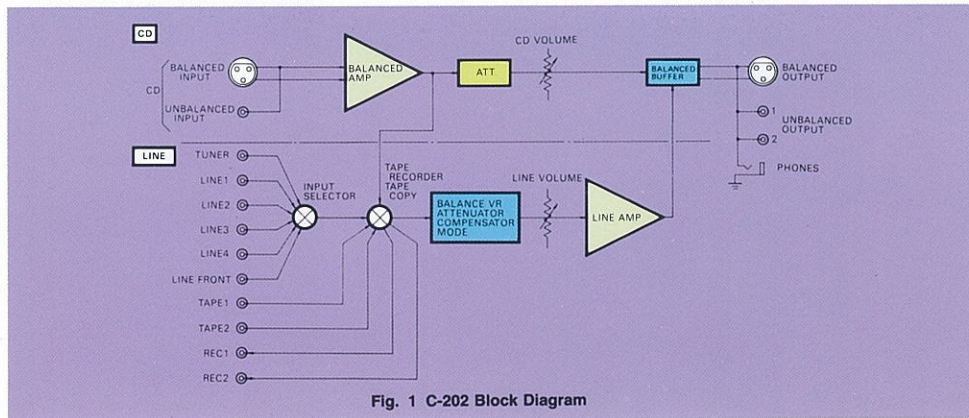 CD
CD
BALANCED
INPUT
UNBALANCED
INPUT
BALANCED
AMP
ATT.
CD VOLUME
BALANCED
BUFFER
BALANCED
OUTPUT
1
UNBALANCED
OUTPUT
2
PHONES
LINE
TUNER
LINE1
LINE2
LINE3
LINE4
LINE FRONT
TAPE1
TAPE2
REC1
REC2
INPUT
SELECTOR
TAPE
RECORDER
TAPE
COPY
BALANCE VR
ATTENUATOR
COMPENSATOR
MODE
LINE VOLUME
LINE AMP
Fig. 1 C-202 Block Diagram